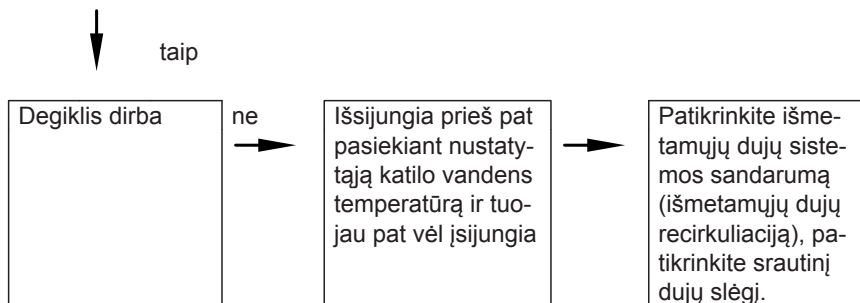 taip
Degiklis dirba
ne
Išsijungia prieš pat
pasiekiant nustaty-
tąją katilo vandens
temperatūrą ir tuo-
jau pat vėl įsijungia
Patikrinkite išme-
tamųjų dujų siste-
mos sandarumą
(išmetamųjų dujų
recirkuliaciją), pa-
tikrinkite srautinį
dujų slėgį.